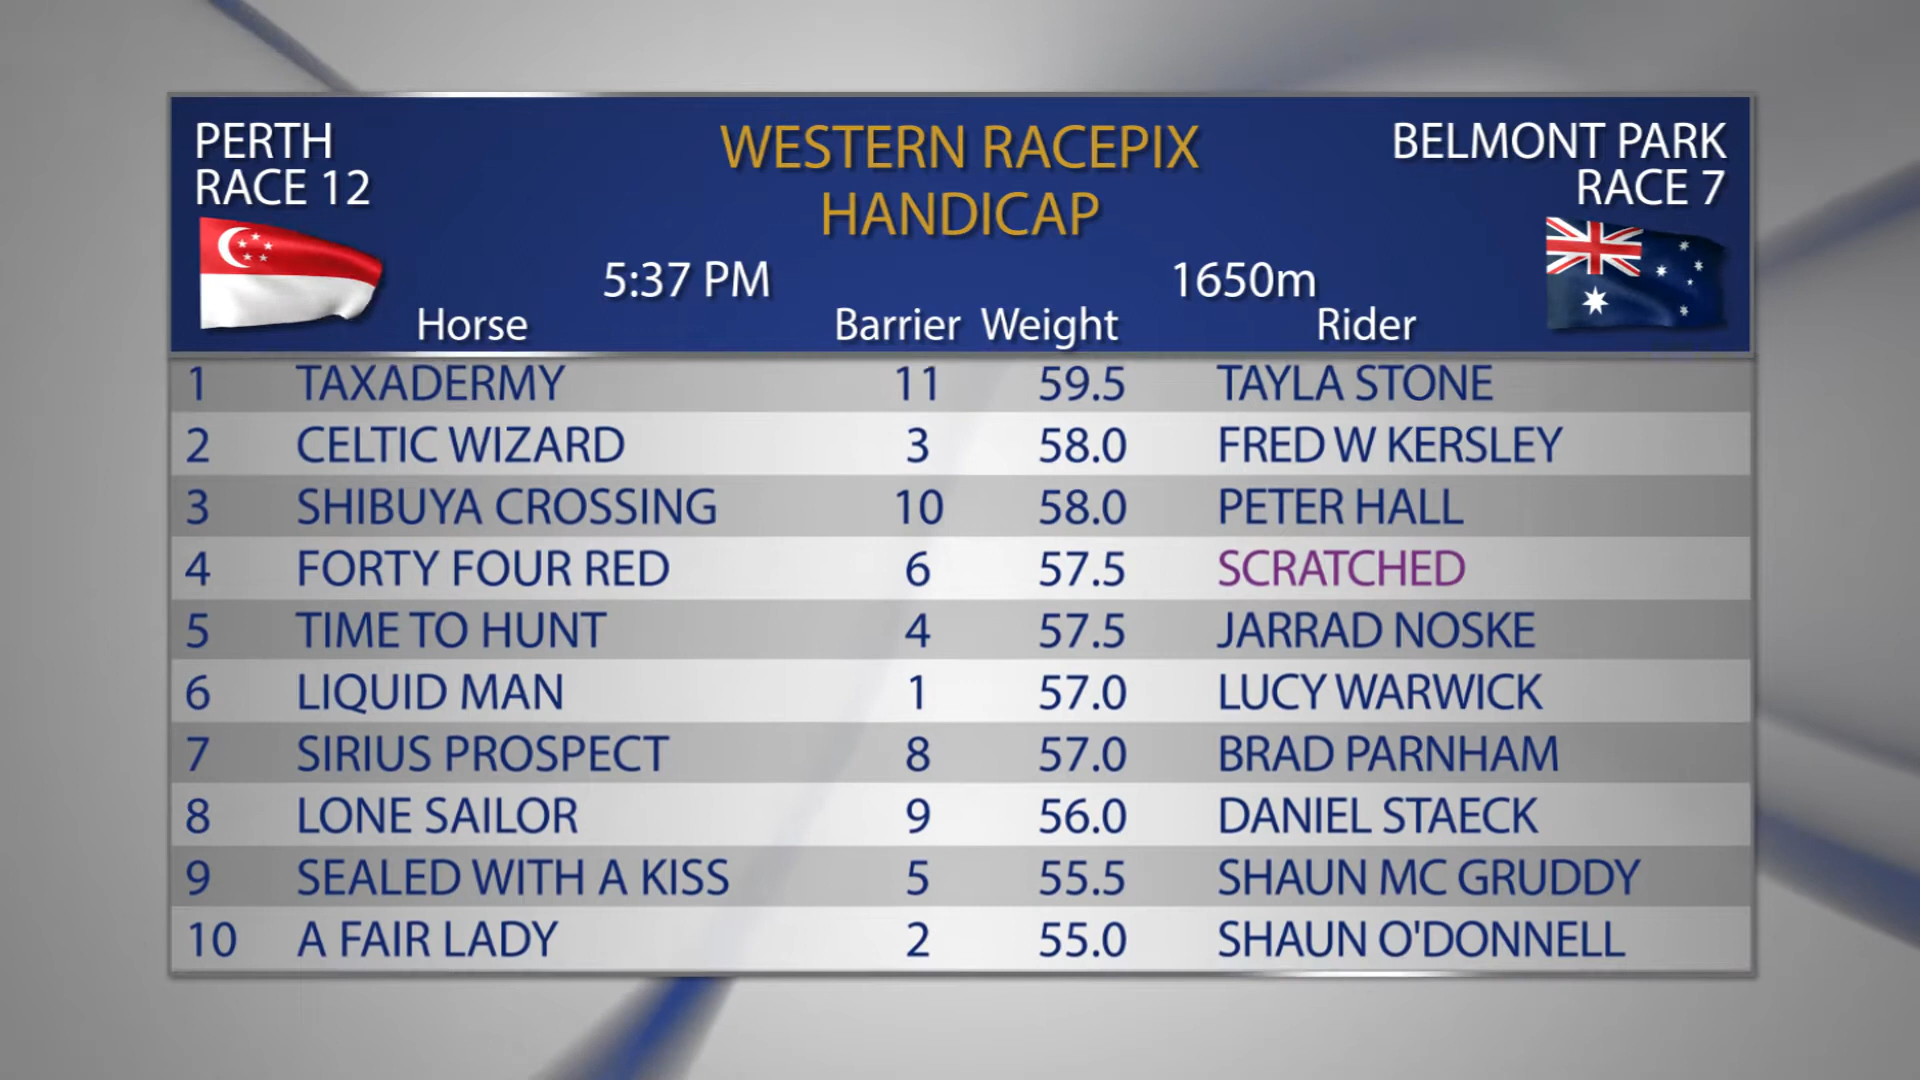 PERTH
RACE 12
WESTERN RACEPIX
HANDICAP
BELMONT PARK
RACE 7
5:37 PM
1650m
Horse Barrier Weight Rider
1 TAXADERMY 11 59.5 TAYLA STONE
2 CELTIC WIZARD 3 58.0 FRED W KERSLEY
3 SHIBUYA CROSSING 10 58.0 PETER HALL
4 FORTY FOUR RED 6 57.5 SCRATCHED
5 TIME TO HUNT 4 57.5 JARRAD NOSKE
6 LIQUID MAN 1 57.0 LUCY WARWICK
7 SIRIUS PROSPECT 8 57.0 BRAD PARNHAM
8 LONE SAILOR 9 56.0 DANIEL STAECK
9 SEALED WITH A KISS 5 55.5 SHAUN MC GRUDDY
10 A FAIR LADY 2 55.0 SHAUN O'DONNELL